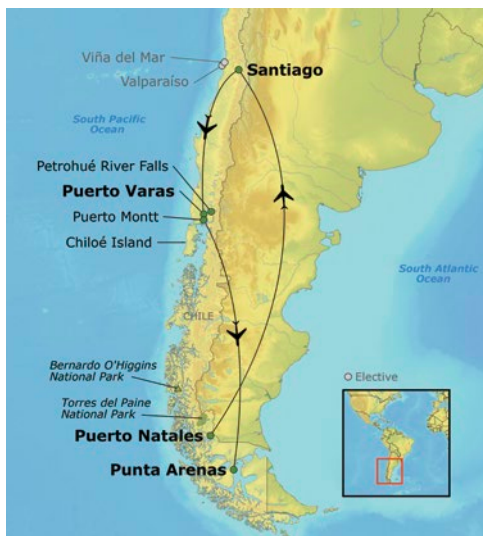 Viña del Mar
Valparaíso
Santiago
South Pacific
Ocean
Petrohué River Falls
Puerto Varas
Puerto Montt
Chiloé Island
South Atlantic
Ocean
CHILE
Bernardo O'Higgins
National Park
Elective
Torres del Paine
National Park
Puerto Natales
Punta Arenas